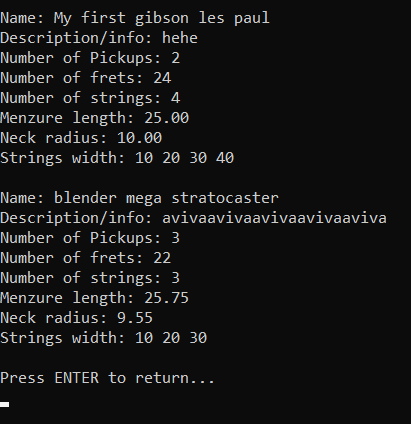 Name: My first gibson les paul
Description/info: hehe
Number of Pickups: 2
Number of frets: 24
Number of strings: 4
Menzure length: 25.00
Neck radius: 10.00
Strings width: 10 20 30 40
Name: blender mega stratocaster
Description/info: avivaavivaavivaavivaaviva
Number of Pickups: 3
Number of frets: 22
Number of strings: 3
Menzure length: 25.75
Neck radius: 9.55
Strings width: 10 20 30
Press ENTER to return...